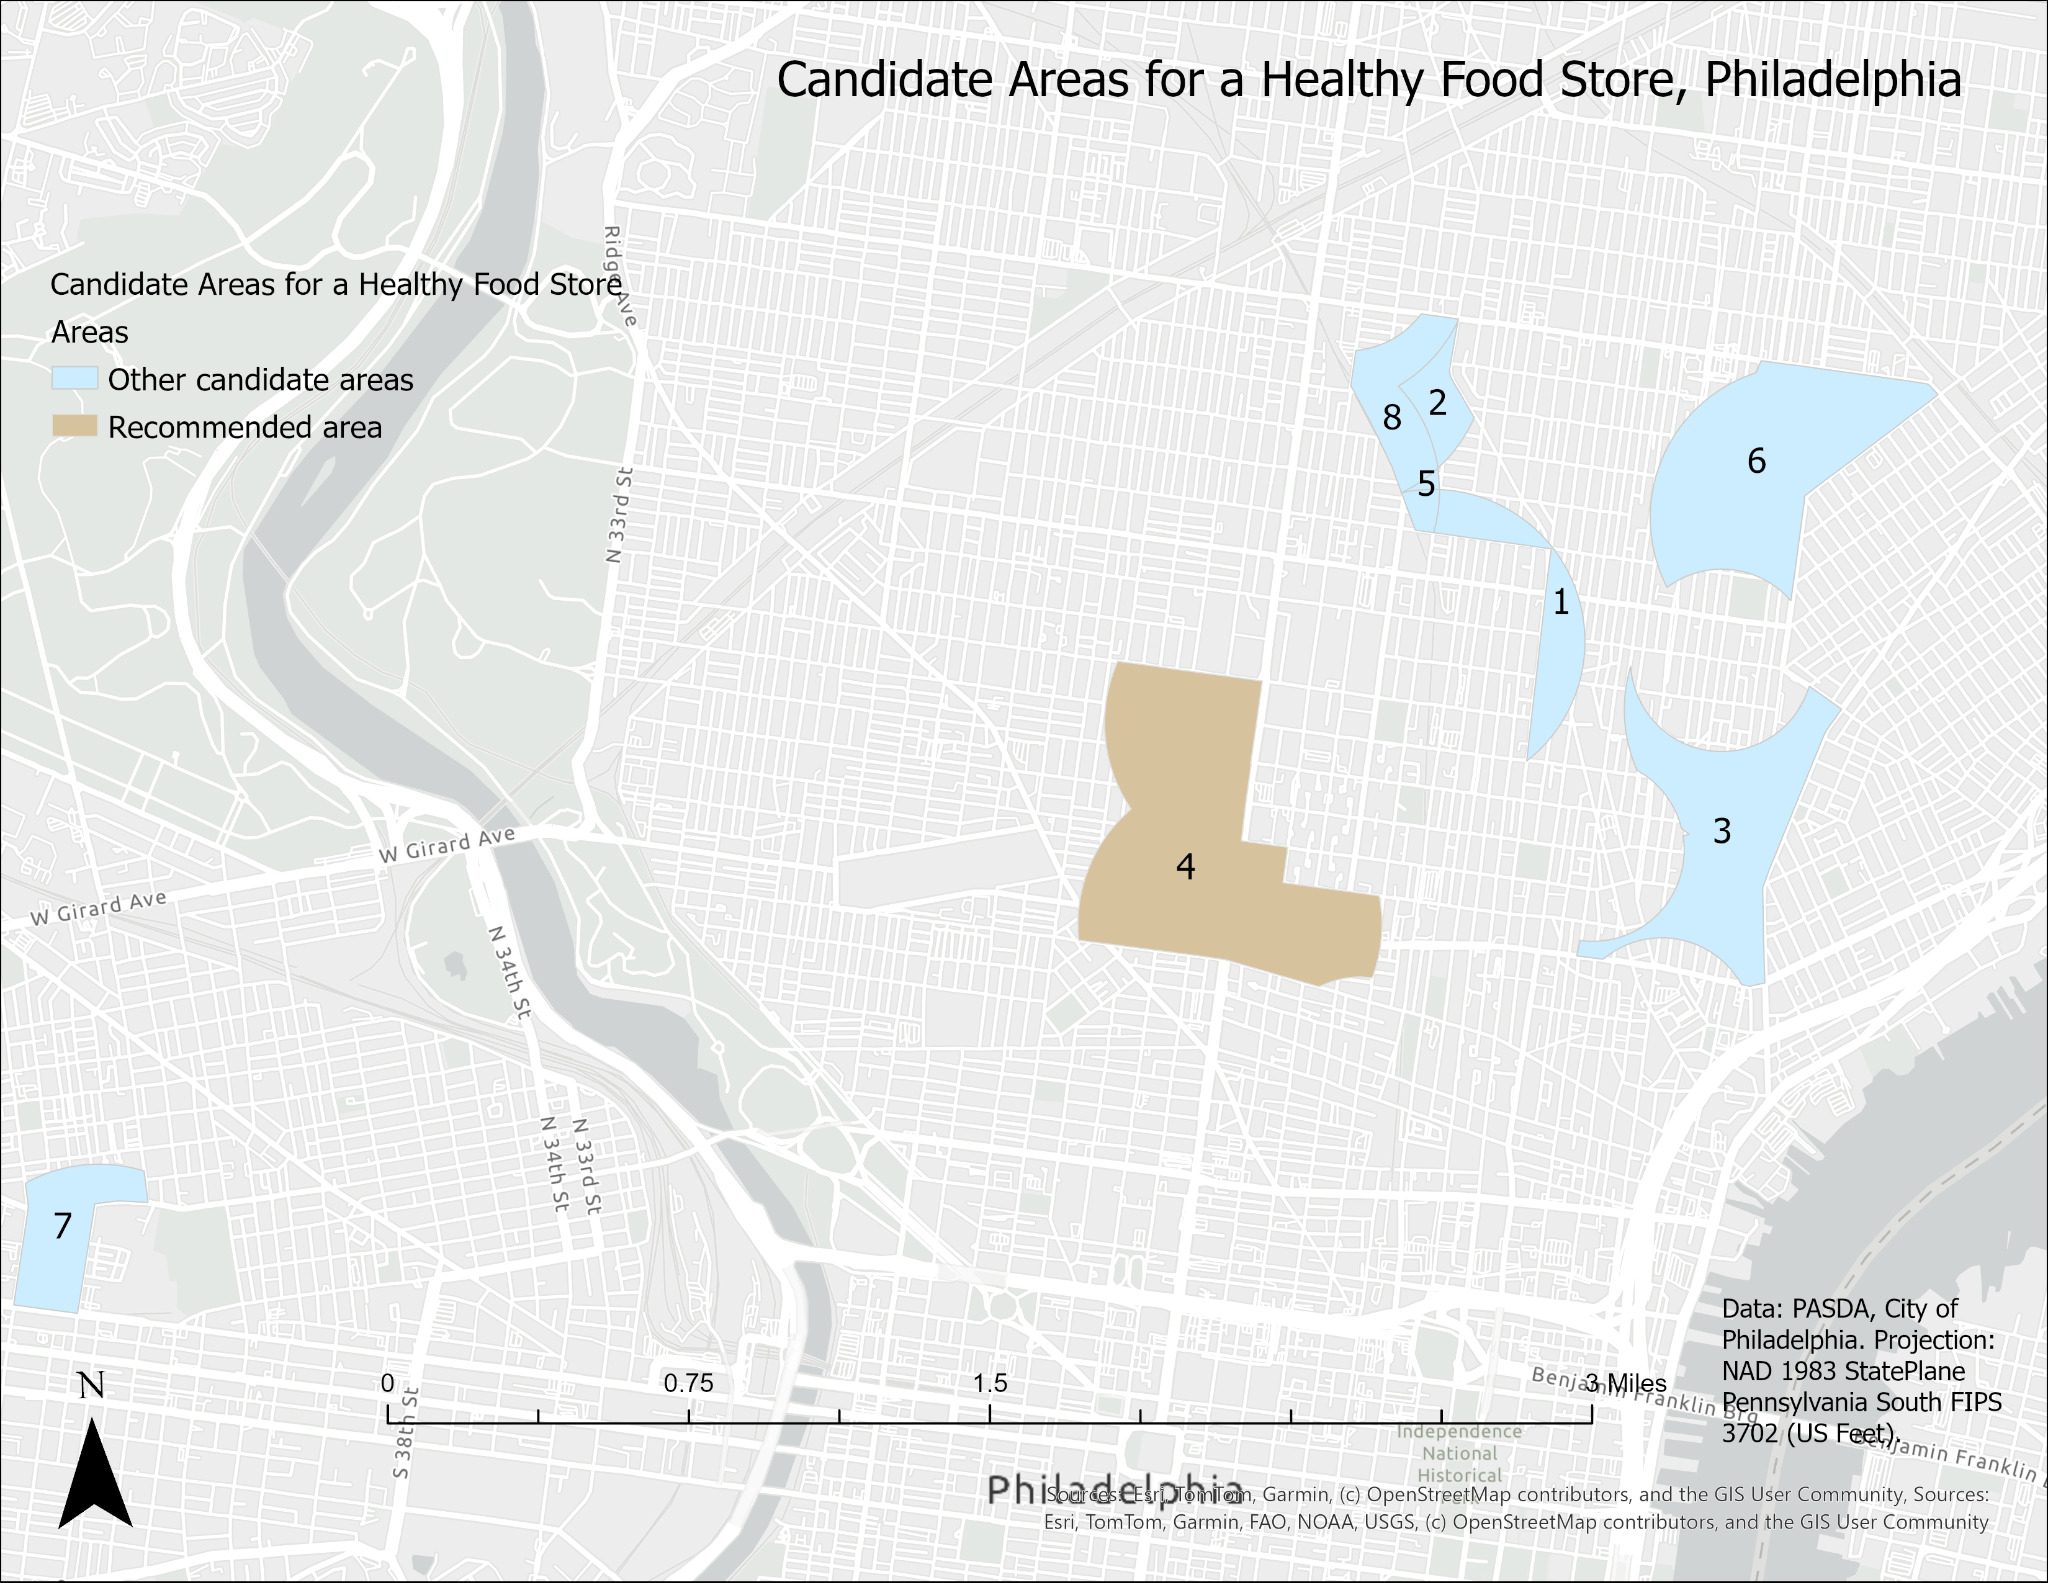 Candidate Areas for a Healthy Food Store, Philadelphia
Ridge Ave
Candidate Areas for a Healthy Food Store
Areas
Other candidate areas
Recommended area
2
8
6
5
N 33rd St
1
3
W Girard Ave
4
W Girard Ave
N 34th St
N 34th St
N 33rd St
7
Data: PASDA, City of
Philadelphia. Projection:
NAD 1983 StatePlane
Pennsylvania South FIPS
3702 (US Feet).
N
0 0.75 1.5 3 Miles
Benjamin Franklin Brg
Benjamin Franklin
S 38th St
Independence
National
Historical
Philadelphia
Sources: Esri, TomTom, Garmin, (c) OpenStreetMap contributors, and the GIS User Community, Sources:
Esri, TomTom, Garmin, FAO, NOAA, USGS, (c) OpenStreetMap contributors, and the GIS User Community